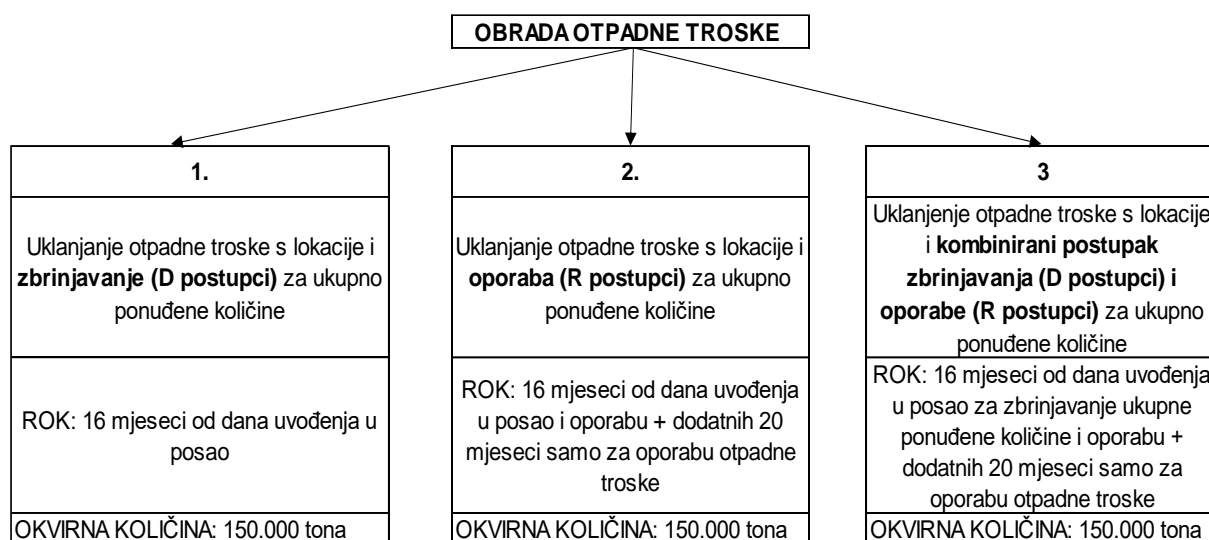 OBRADA OTPADNE TROSKE
1.
Uklanjanje otpadne troske s lokacije i
zbrinjavanje (D postupci) za ukupno
ponuđene količine
ROK: 16 mjeseci od dana uvođenja u
posao
OKVIRNA KOLIČINA: 150.000 tona
2.
Uklanjanje otpadne troske s lokacije i
oporaba (R postupci) za ukupno
ponuđene količine
ROK: 16 mjeseci od dana uvođenja
u posao i oporabu + dodatnih 20
mjeseci samo za oporabu otpadne
troske
OKVIRNA KOLIČINA: 150.000 tona
3
Uklanjenje otpadne troske s lokacije
i kombinirani postupak
zbrinjavanja (D postupci) i
oporabe (R postupci) za ukupno
ponuđene količine
ROK: 16 mjeseci od dana uvođenja
u posao za zbrinjavanje ukupne
ponuđene količine i oporabu +
dodatnih 20 mjeseci samo za
oporabu otpadne troske
OKVIRNA KOLIČINA: 150.000 tona